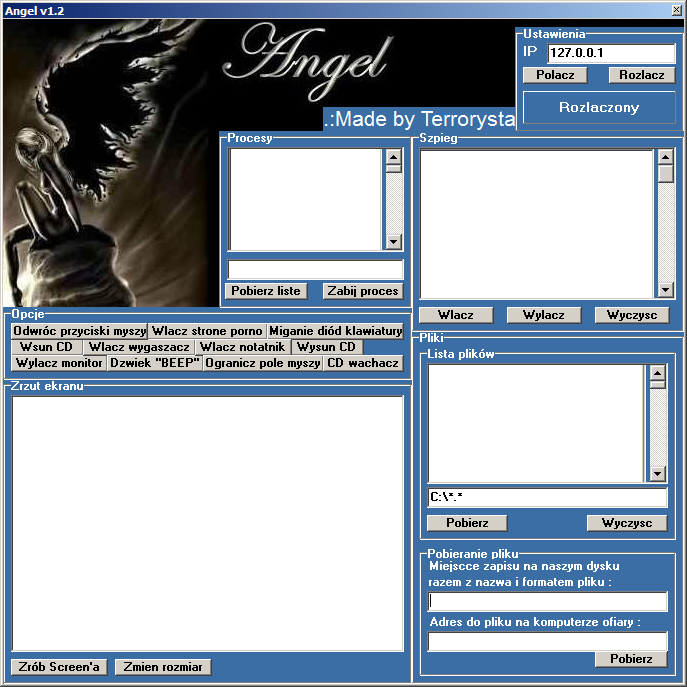 Angel v1.2
Angel
.:Made by Terrorysta
Ustawienia
IP 127.0.0.1
Polacz Rozlacz
Rozlaczony
Procesy
Pobierz liste Zabij proces
Szpieg
Wlacz Wylacz Wyczysc
Opcje
Odwróc przyciski myszy Wlacz strone porno Miganie diód klawiatury
Wsun CD Wlacz wygaszacz Wlacz notatnik Wysun CD
Wylacz monitor Dzwiek "BEEP" Ogranicz pole myszy CD wachacz
Zrzut ekranu
Zrób Screen'a Zmien rozmiar
Pliki
Lista plików
C:\*.*
Pobierz Wyczysc
Pobieranie pliku
Miejscce zapisu na naszym dysku
razem z nazwa i formatem pliku :
Adres do pliku na komputerze ofiary :
Pobierz